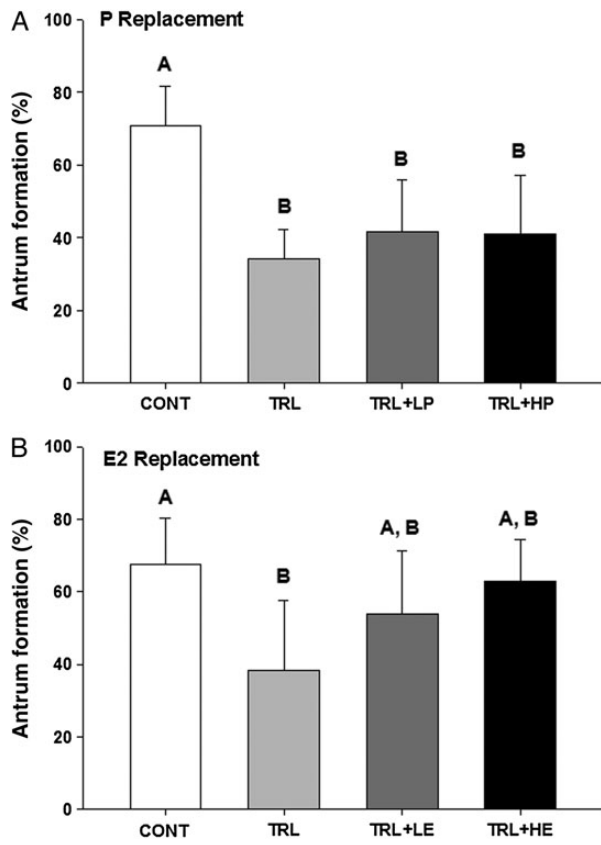 A
P Replacement
Antrum formation (%)
100
80
60
40
20
0
A
B
B
B
CONT
TRL
TRL+LP
TRL+HP
B
E2 Replacement
Antrum formation (%)
100
80
60
40
20
0
A
B
A, B
A, B
CONT
TRL
TRL+LE
TRL+HE